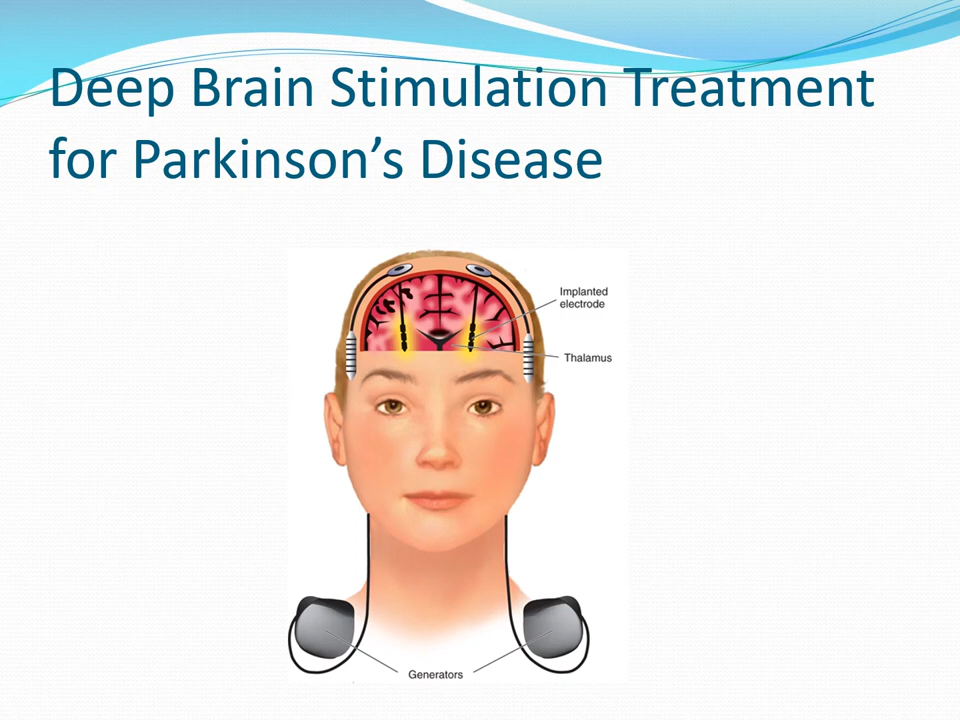 Deep Brain Stimulation Treatment
for Parkinson’s Disease
Implanted
electrode
Thalamus
Generators